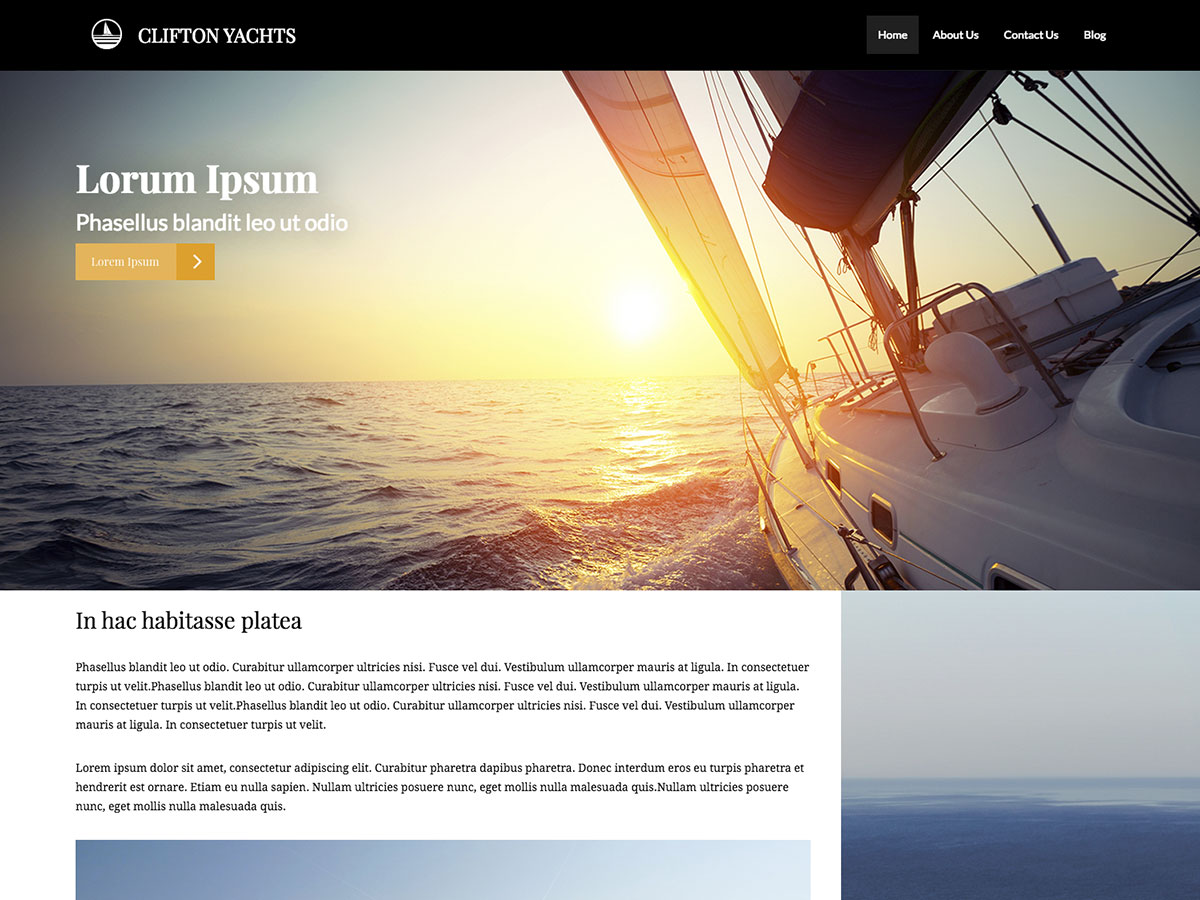 CLIFTON YACHTS
Home About Us Contact Us Blog
Lorum Ipsum
Phasellus blandit leo ut odio
Lorem Ipsum
In hac habitasse platea
Phasellus blandit leo ut odio. Curabitur ullamcorper ultricies nisi. Fusce vel dui. Vestibulum ullamcorper mauris at ligula. In consectetuer
turpis ut velit.Phasellus blandit leo ut odio. Curabitur ullamcorper ultricies nisi. Fusce vel dui. Vestibulum ullamcorper mauris at ligula.
In consectetuer turpis ut velit.Phasellus blandit leo ut odio. Curabitur ullamcorper ultricies nisi. Fusce vel dui. Vestibulum ullamcorper
mauris at ligula. In consectetuer turpis ut velit.
Lorem ipsum dolor sit amet, consectetur adipiscing elit. Curabitur pharetra dapibus pharetra. Donec interdum eros eu turpis pharetra et
hendrerit est ornare. Etiam eu nulla sapien. Nullam ultricies posuere nunc, eget mollis nulla malesuada quis.Nullam ultricies posuere
nunc, eget mollis nulla malesuada quis.